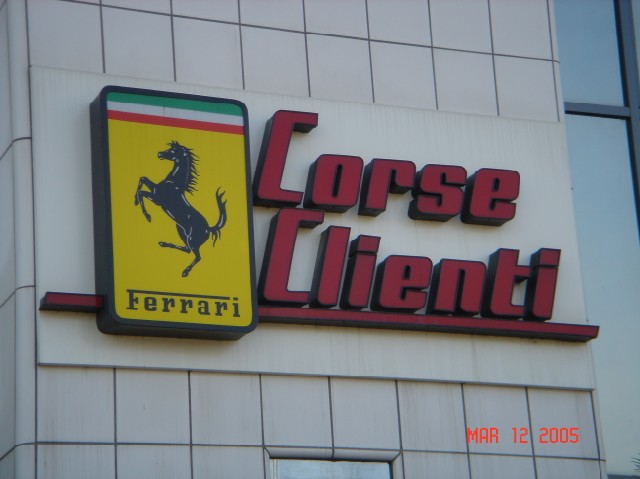 Ferrari
Corse
Clienti
MAR 12 2005